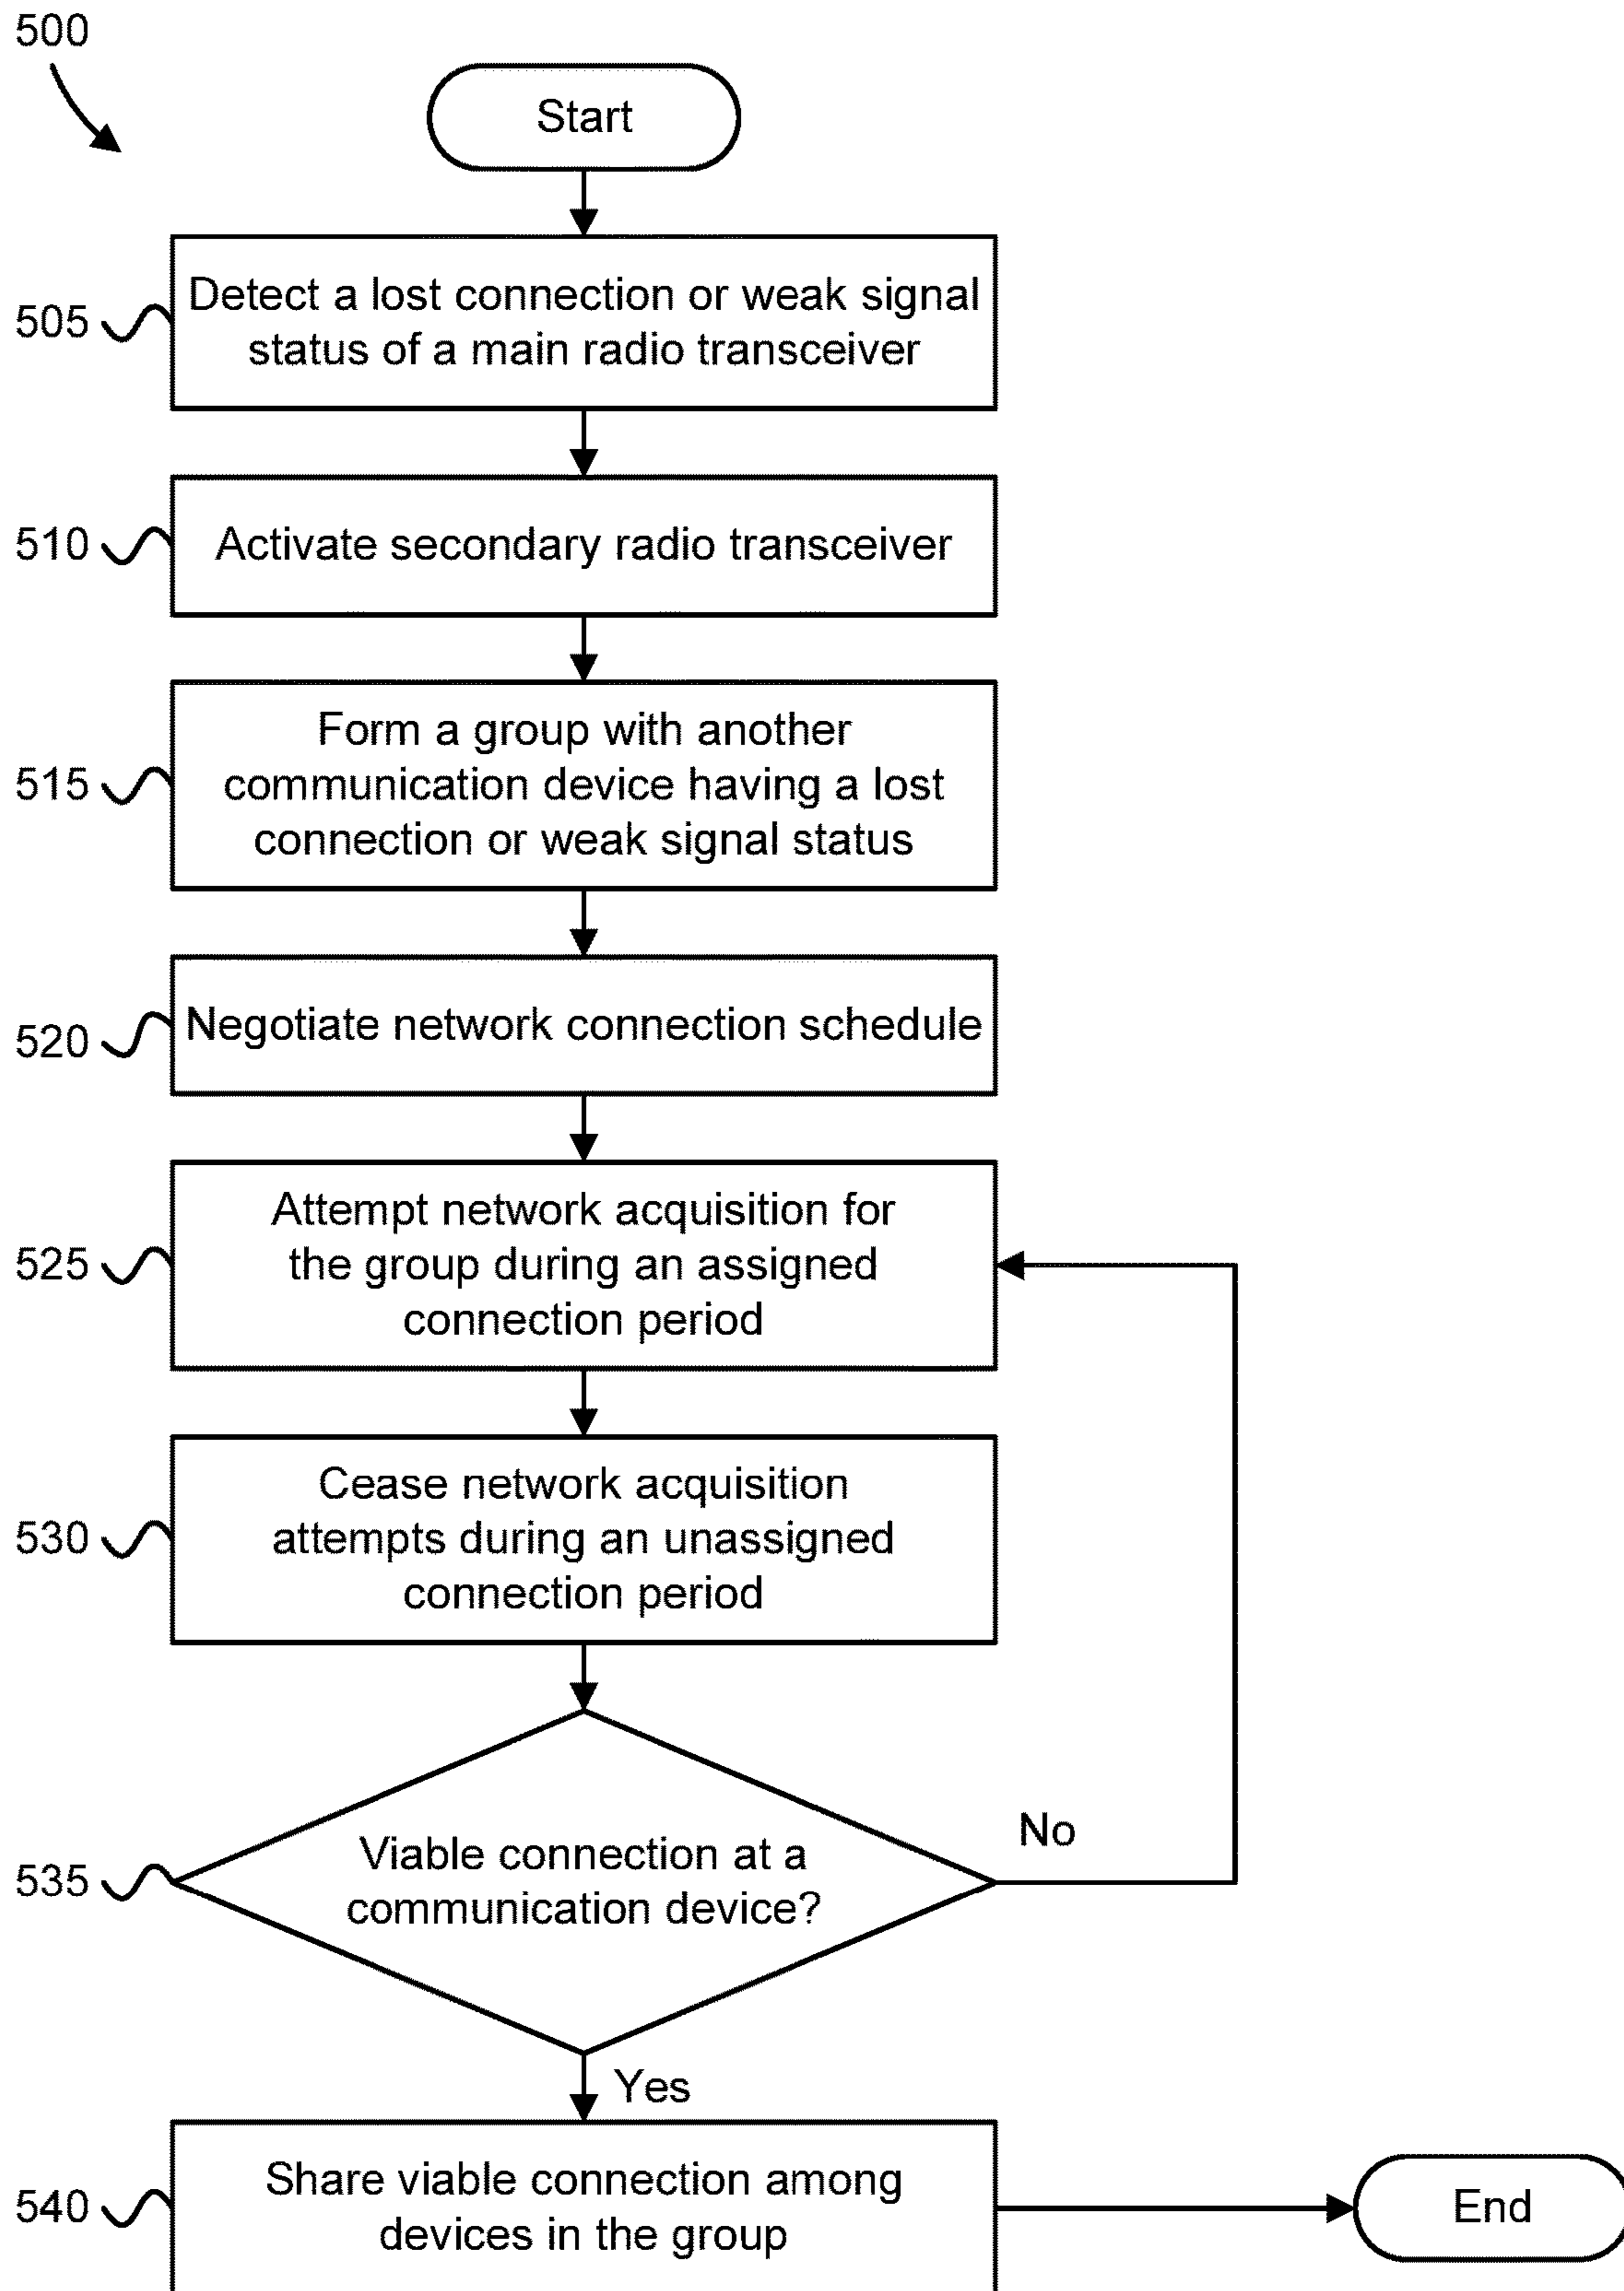 500
Start
505
Detect a lost connection or weak signal
status of a main radio transceiver
510
Activate secondary radio transceiver
515
Form a group with another
communication device having a lost
connection or weak signal status
520
Negotiate network connection schedule
525
Attempt network acquisition for
the group during an assigned
connection period
530
Cease network acquisition
attempts during an unassigned
connection period
535
Viable connection at a
communication device?
No
Yes
540
Share viable connection among
devices in the group
End